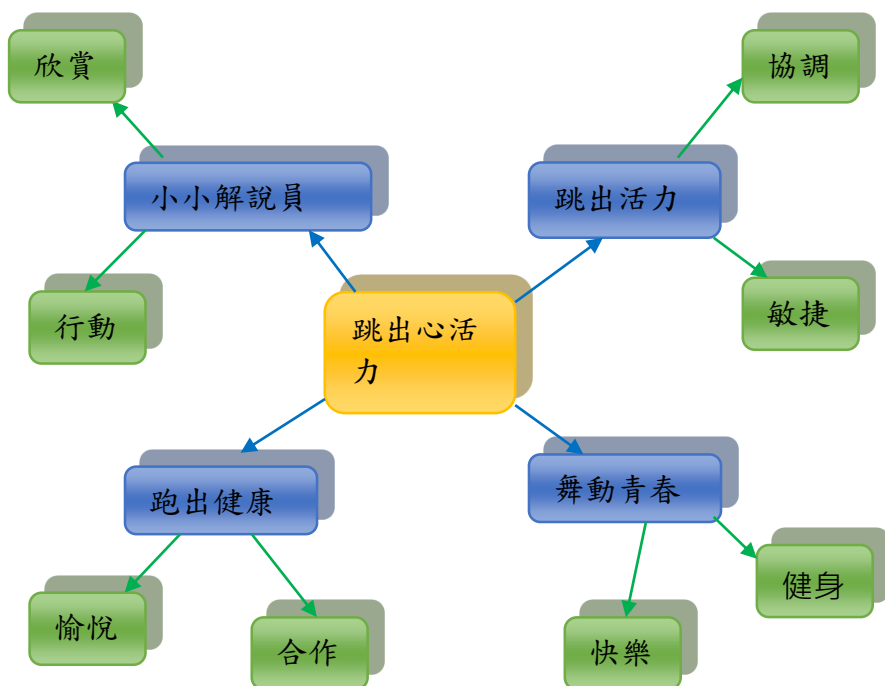 欣賞
協調
小小解說員
跳出活力
行動
敏捷
跳出心活
力
跑出健康
舞動青春
愉悅
合作
快樂
健身